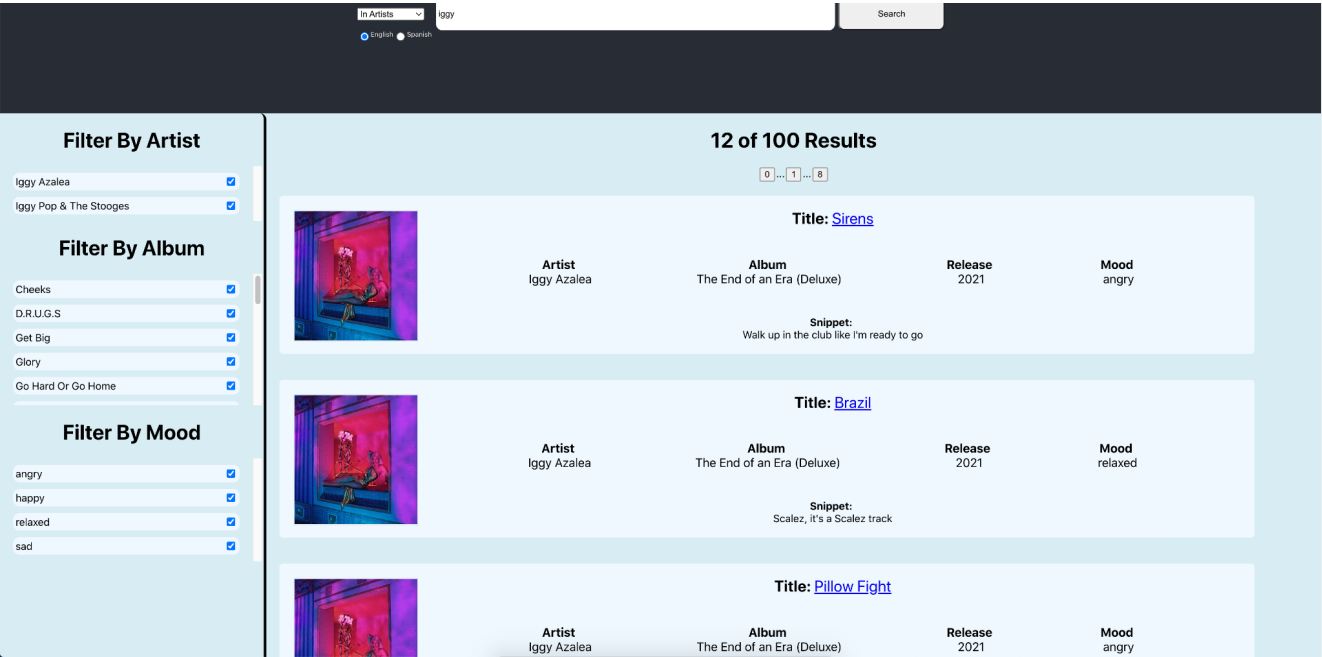 In Artists
iggy
Search
English Spanish
Filter By Artist
Iggy Azalea
Iggy Pop & The Stooges
Filter By Album
Cheeks
D.R.U.G.S
Get Big
Glory
Go Hard Or Go Home
Filter By Mood
angry
happy
relaxed
sad
12 of 100 Results
0 ... 1 ... 8
Title: Sirens
Artist Album Release Mood
Iggy Azalea The End of an Era (Deluxe) 2021 angry
Snippet:
Walk up in the club like I'm ready to go
Title: Brazil
Artist Album Release Mood
Iggy Azalea The End of an Era (Deluxe) 2021 relaxed
Snippet:
Scalez, it's a Scalez track
Title: Pillow Fight
Artist Album Release Mood
Iggy Azalea The End of an Era (Deluxe) 2021 angry